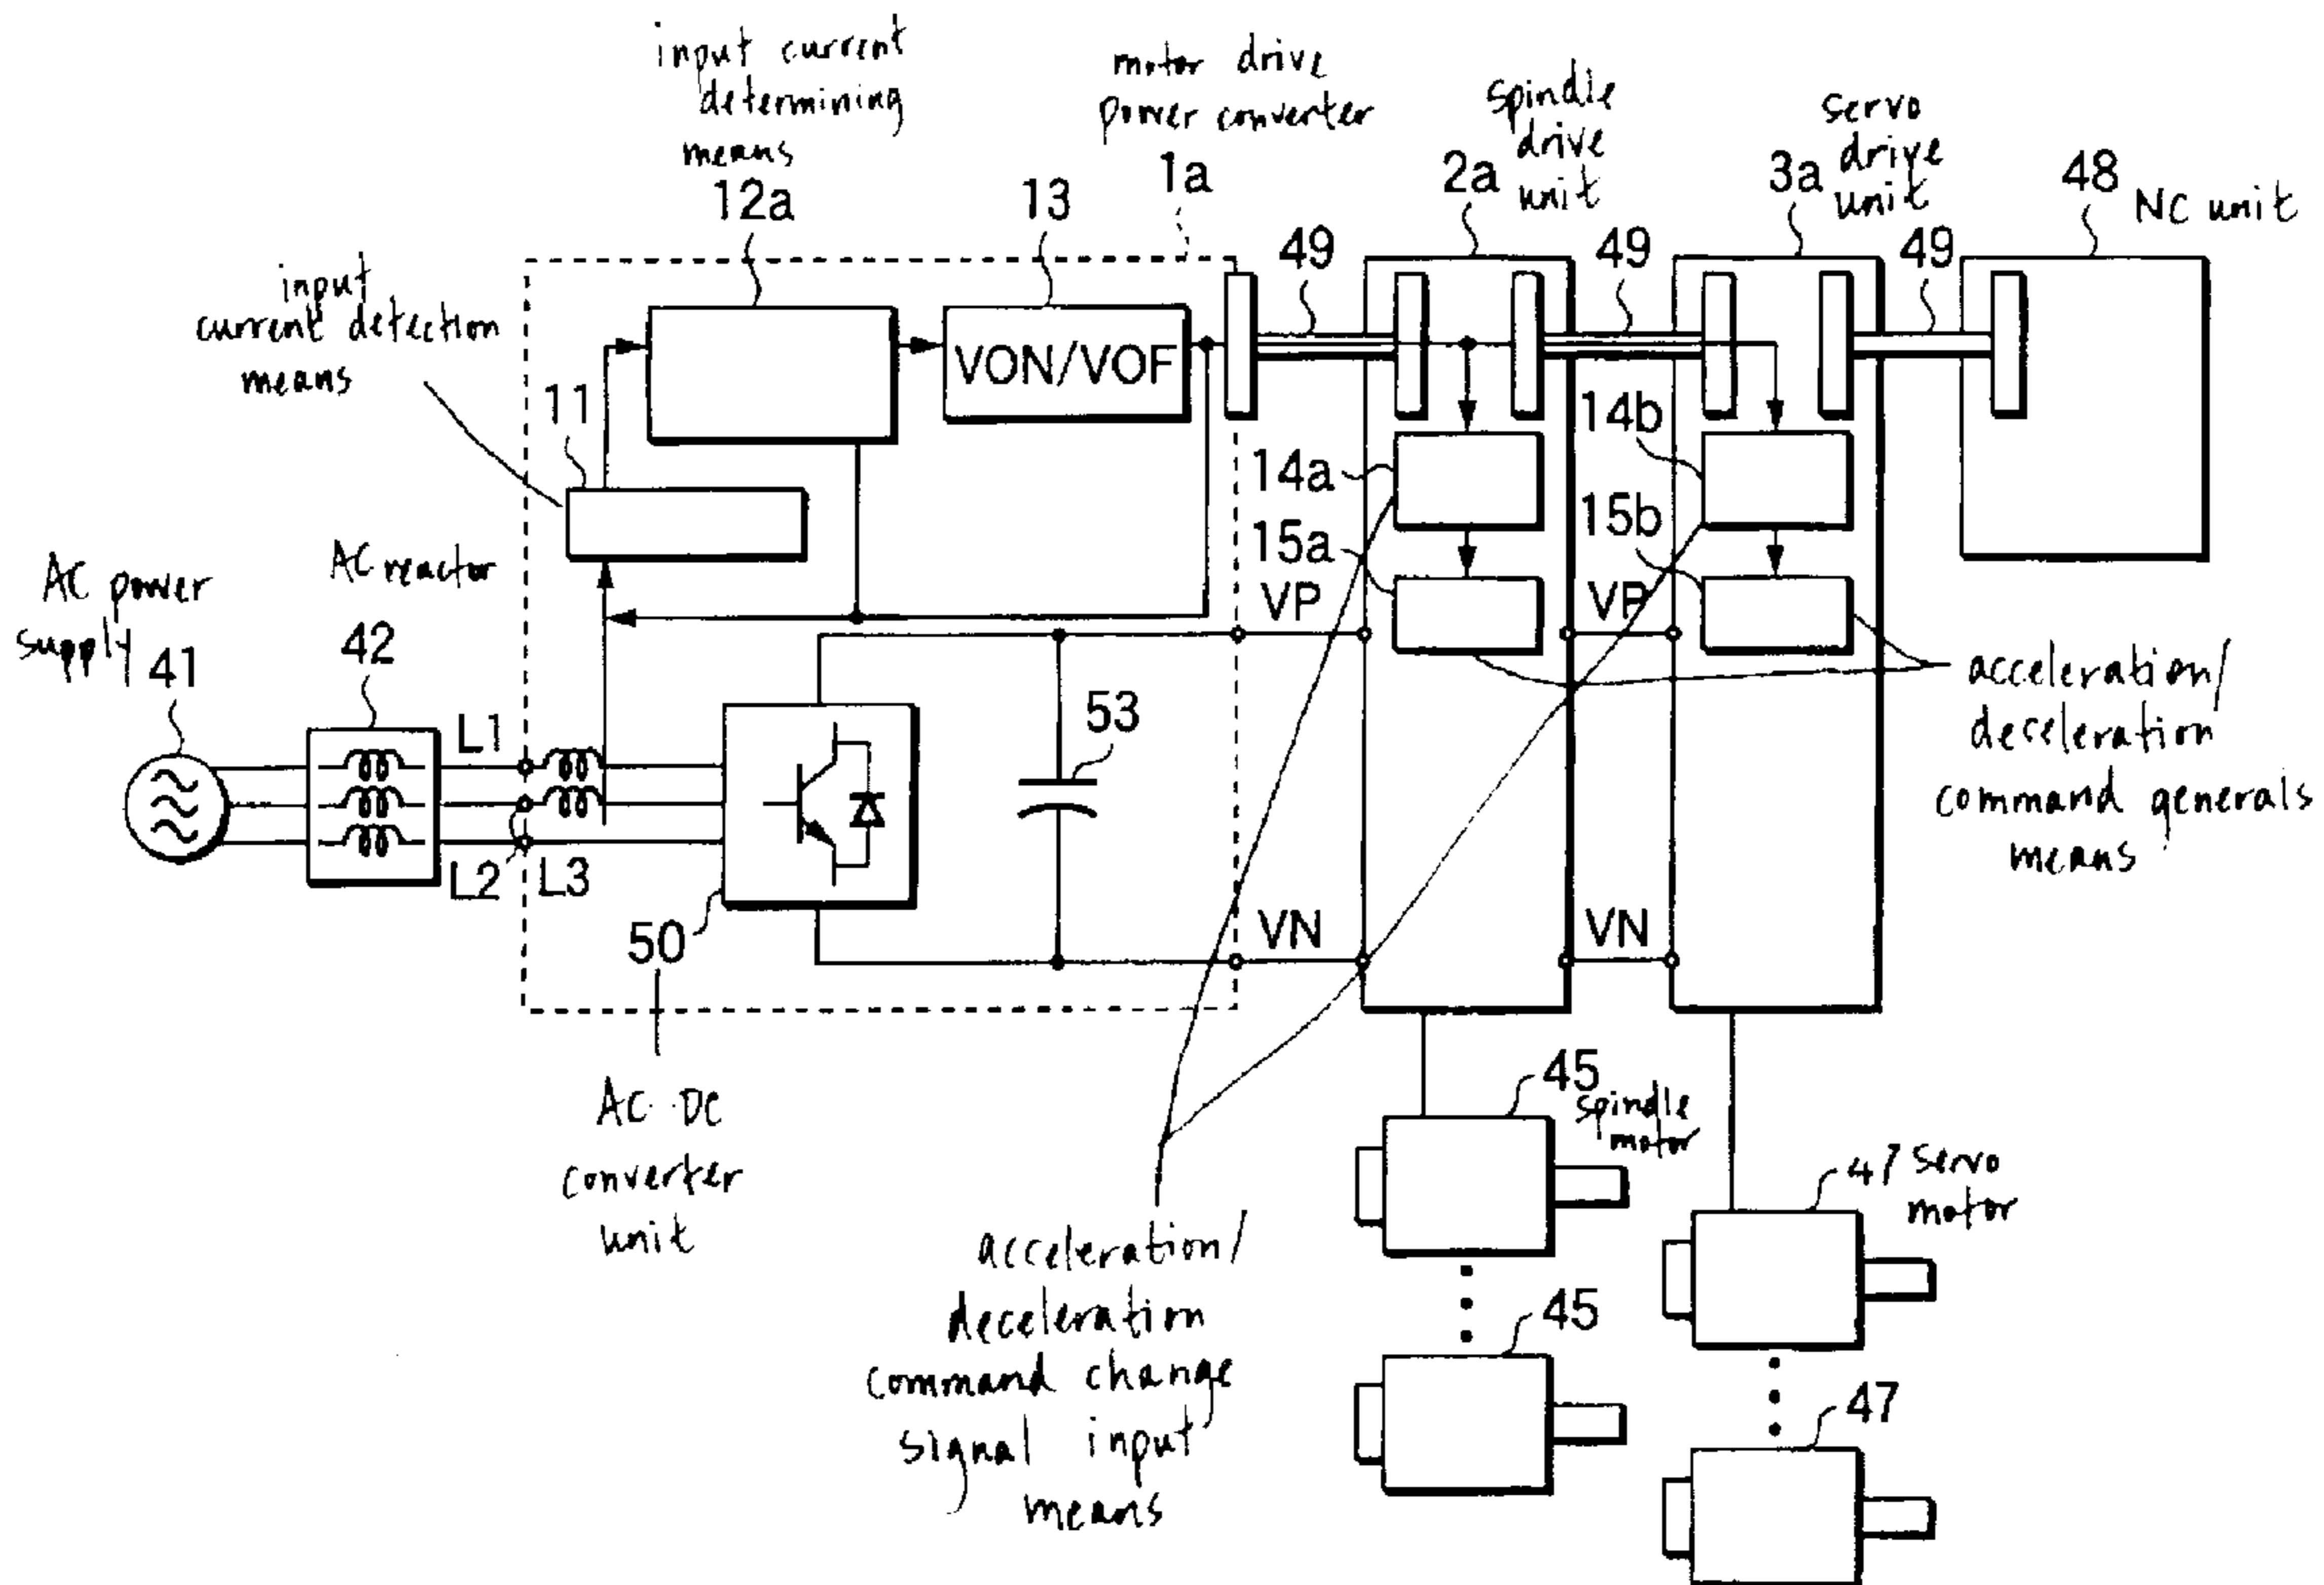 input current
determining
means
12a
motor drive
power converter
1a
spindle
drive
unit
2a
servo
drive
unit
3a
48
NC unit
13
49
49
49
input
current detection
means
11
VON/VOF
14a
15a
14b
15b
AC reactor
AC power
supply
41
42
VP
VP
53
L1
L2
L3
50
VN
VN
acceleration/
deceleration
command generals
means
AC-DC
converter
unit
acceleration/
deceleration
command change
signal input
means
45
spindle
motor
45
47
servo
motor
47